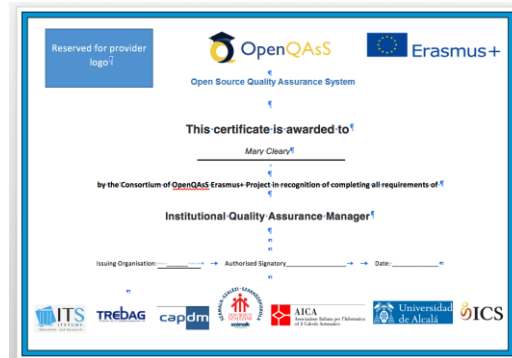 Reserved for provider
logo¶
OpenQAsS
Erasmus+
Open Source Quality Assurance System
This certificate is awarded to¶
Mary Cleary¶
by the Consortium of OpenQAsS Erasmus+ Project in recognition of completing all requirements of ¶
Institutional Quality Assurance Manager¶
Issuing Organisation: Authorised Signatory Date:
ITS
TREBAG
capdm
AICA
Associazione Italiana per l'Informatica
ed il Calcolo Automatico
Universidad
de Alcalá
ICS